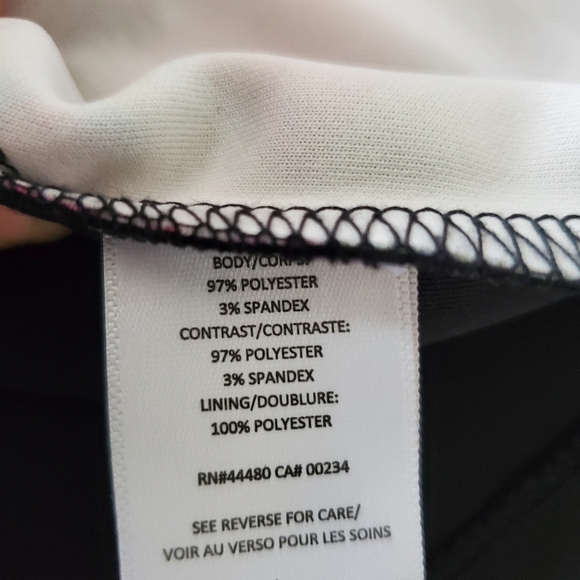 BODY/CORPS:
97% POLYESTER
3% SPANDEX
CONTRAST/CONTRASTE:
97% POLYESTER
3% SPANDEX
LINING/DOUBLURE:
100% POLYESTER
RN#44480 CA# 00234
SEE REVERSE FOR CARE/
VOIR AU VERSO POUR LES SOINS